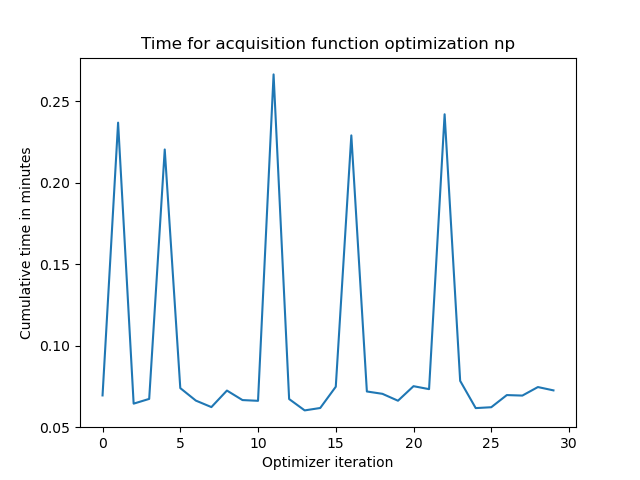 Time for acquisition function optimization np
0.25
0.20
0.15
0.10
0.05
Cumulative time in minutes
0 5 10 15 20 25 30
Optimizer iteration